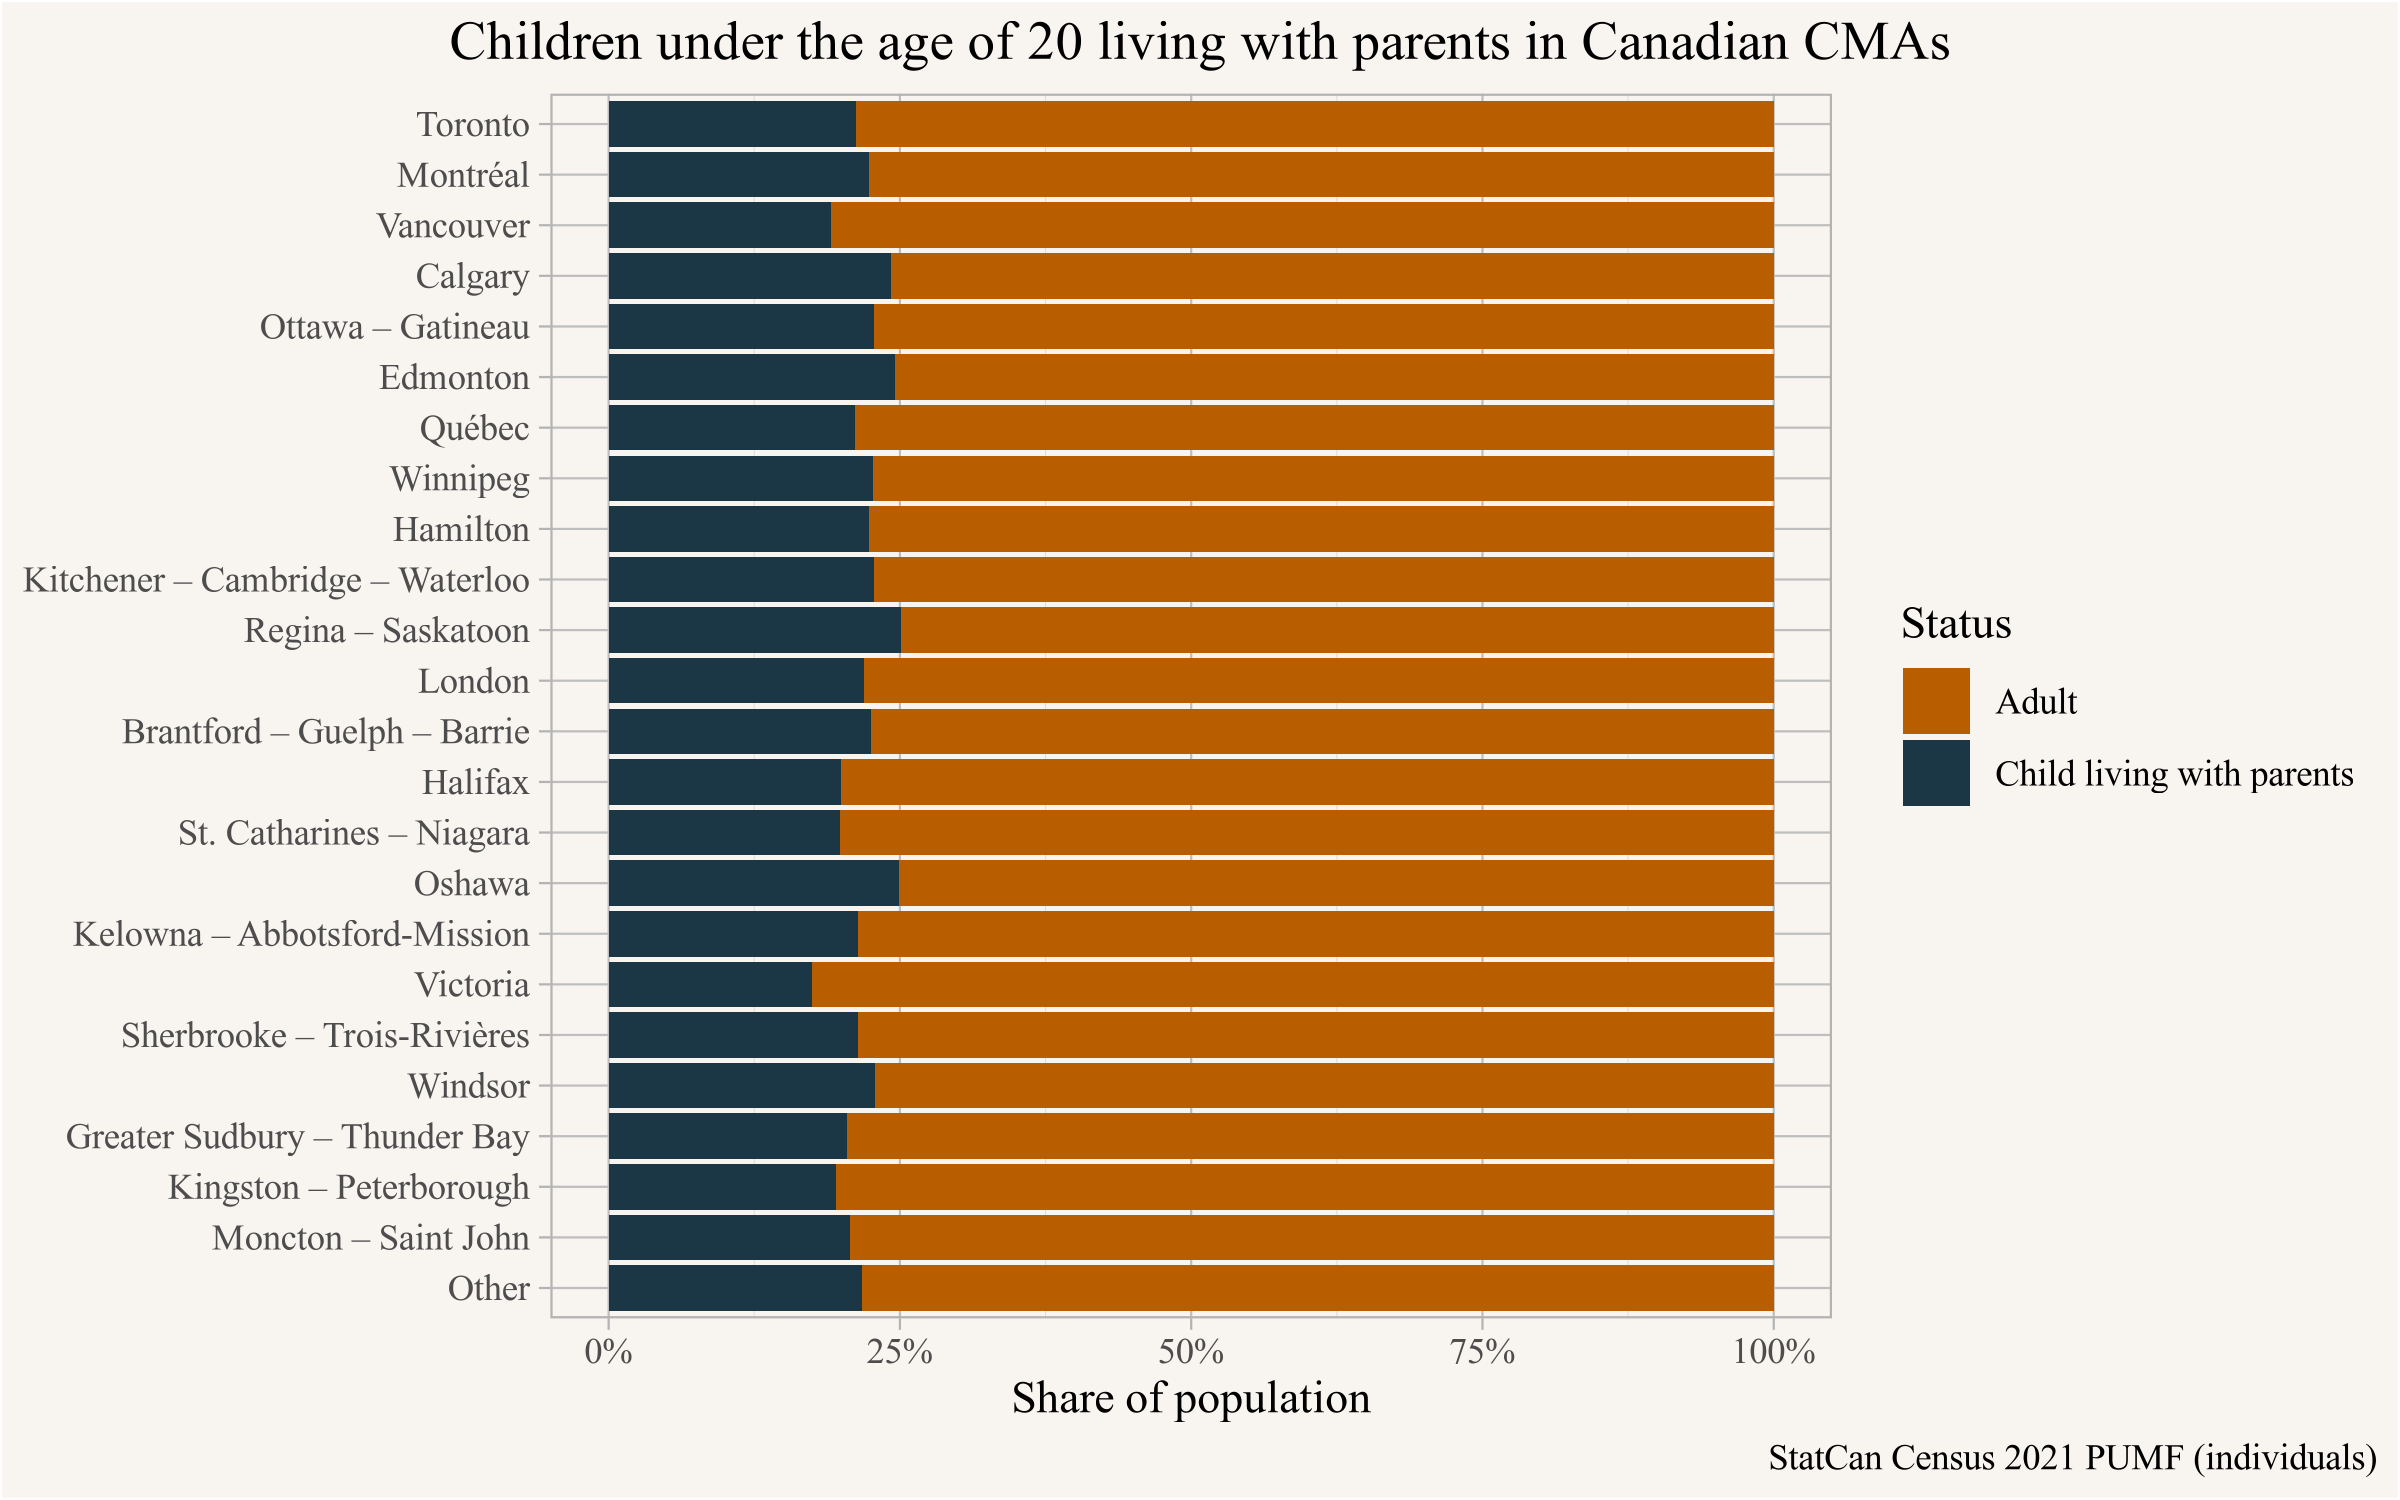 Children under the age of 20 living with parents in Canadian CMAs
Toronto
Montréal
Vancouver
Calgary
Ottawa – Gatineau
Edmonton
Québec
Winnipeg
Hamilton
Kitchener – Cambridge – Waterloo
Regina – Saskatoon
London
Brantford – Guelph – Barrie
Halifax
St. Catharines – Niagara
Oshawa
Kelowna – Abbotsford-Mission
Victoria
Sherbrooke – Trois-Rivières
Windsor
Greater Sudbury – Thunder Bay
Kingston – Peterborough
Moncton – Saint John
Other
0% 25% 50% 75% 100%
Share of population
Status
Adult
Child living with parents
StatCan Census 2021 PUMF (individuals)